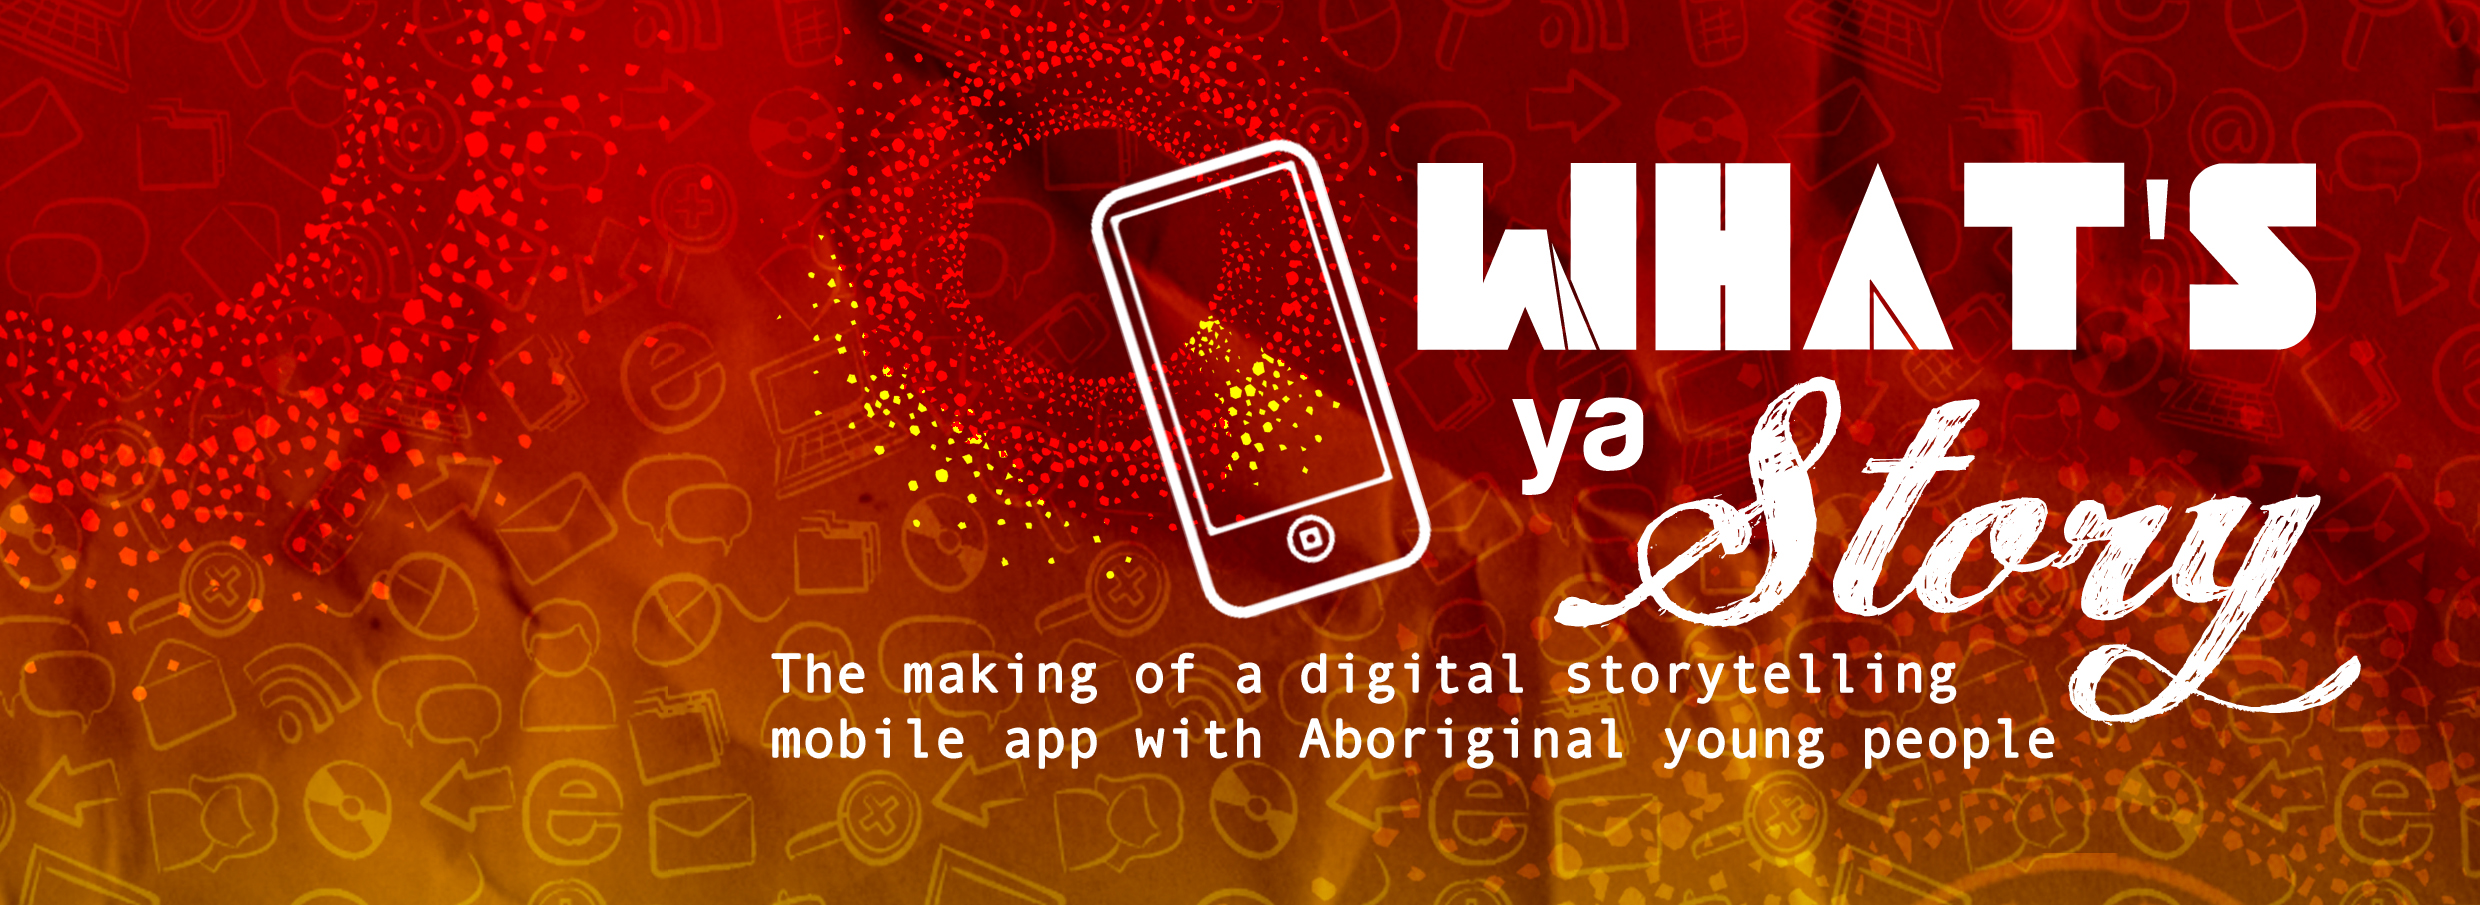 WHAT'S
ya
Story
The making of a digital storytelling
mobile app with Aboriginal young people